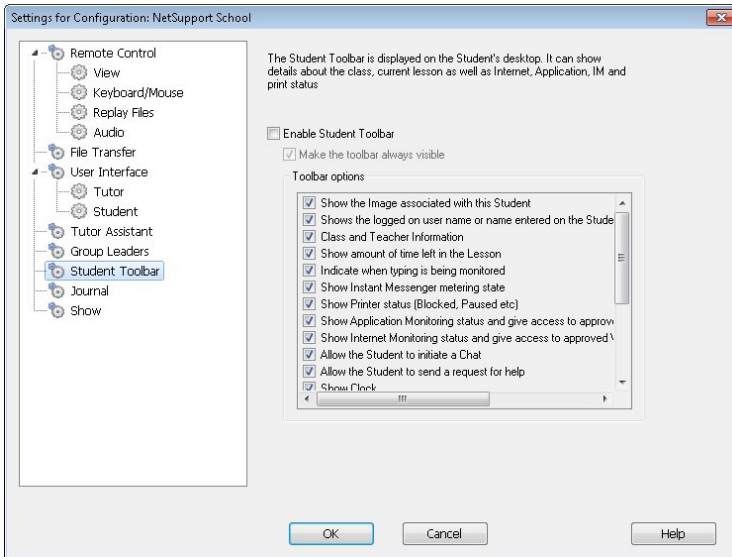 Settings for Configuration: NetSupport School
Remote Control
View
Keyboard/Mouse
Replay Files
Audio
File Transfer
User Interface
Tutor
Student
Tutor Assistant
Group Leaders
Student Toolbar
Journal
Show
The Student Toolbar is displayed on the Student's desktop. It can show
details about the class, current lesson as well as Internet, Application, IM and
print status
Enable Student Toolbar
Make the toolbar always visible
Toolbar options
Show the Image associated with this Student
Shows the logged on user name or name entered on the Stude
Class and Teacher Information
Show amount of time left in the Lesson
Indicate when typing is being monitored
Show Instant Messenger metering state
Show Printer status (Blocked, Paused etc)
Show Application Monitoring status and give access to approv
Show Internet Monitoring status and give access to approved
Allow the Student to initiate a Chat
Allow the Student to send a request for help
Show Clock
OK
Cancel
Help